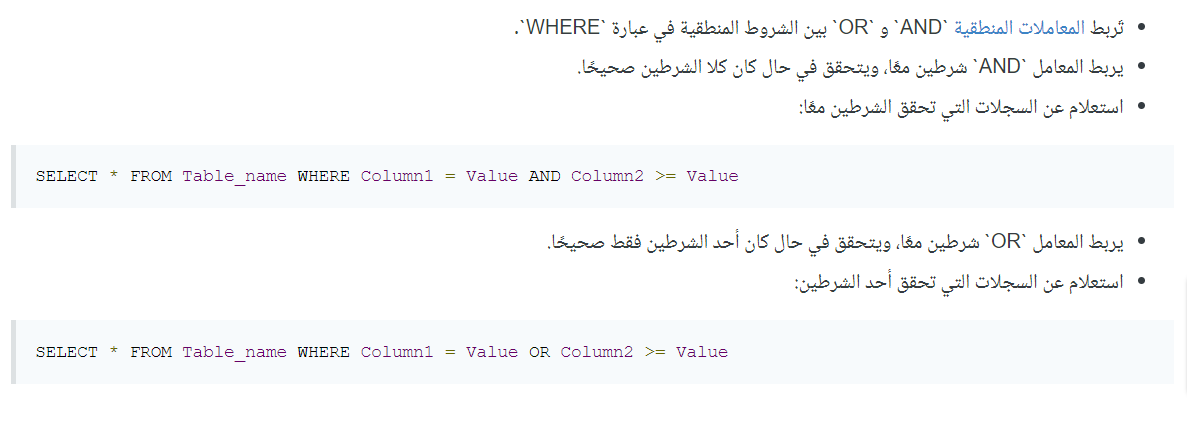 • تَربط المعاملات المنطقية `AND` و `OR` بين الشروط المنطقية في عبارة `WHERE`.
• يربط المعامل `AND` شرطين معًا، ويتحقق في حال كان كلا الشرطين صحيحًا.
• استعلام عن السجلات التي تحقق الشرطين معًا:
SELECT * FROM Table_name WHERE Column1 = Value AND Column2 >= Value
• يربط المعامل `OR` شرطين معًا، ويتحقق في حال كان أحد الشرطين فقط صحيحًا.
• استعلام عن السجلات التي تحقق أحد الشرطين:
SELECT * FROM Table_name WHERE Column1 = Value OR Column2 >= Value